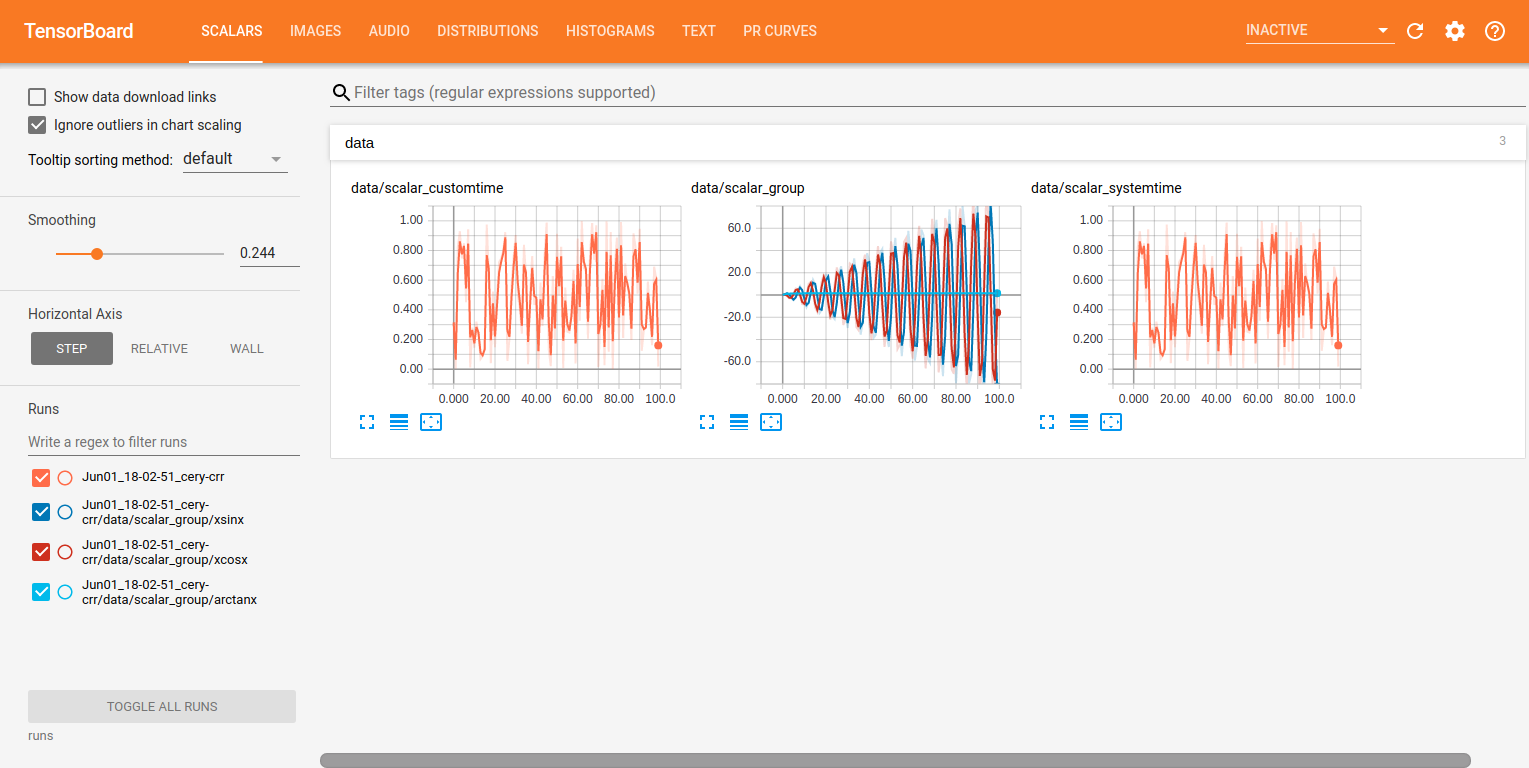 TensorBoard
SCALARS IMAGES AUDIO DISTRIBUTIONS HISTOGRAMS TEXT PR CURVES
INACTIVE
Show data download links
Ignore outliers in chart scaling
Tooltip sorting method: default
Smoothing
0.244
Horizontal Axis
STEP RELATIVE WALL
Runs
Write a regex to filter runs
Jun01_18-02-51_cery-crr
Jun01_18-02-51_cery-
crr/data/scalar_group/xsinx
Jun01_18-02-51_cery-
crr/data/scalar_group/xcosx
Jun01_18-02-51_cery-
crr/data/scalar_group/arctanx
TOGGLE ALL RUNS
runs
Filter tags (regular expressions supported)
data 3
data/scalar_customtime
1.00
0.800
0.600
0.400
0.200
0.00
0.000 20.00 40.00 60.00 80.00 100.0
data/scalar_group
60.0
20.0
-20.0
-60.0
0.000 20.00 40.00 60.00 80.00 100.0
data/scalar_systemtime
1.00
0.800
0.600
0.400
0.200
0.00
0.000 20.00 40.00 60.00 80.00 100.0